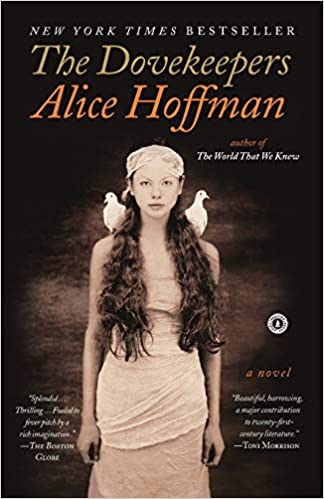 NEW YORK TIMES BESTSELLER
The Dovekeepers
Alice Hoffman
author of
The World That We Knew
a novel
"Splendid ...
Thrilling ... Fueled to
fever pitch by a
rich imagination."
—THE BOSTON
GLOBE
"Beautiful, harrowing,
a major contribution
to twenty-first-
century literature."
—TONI MORRISON